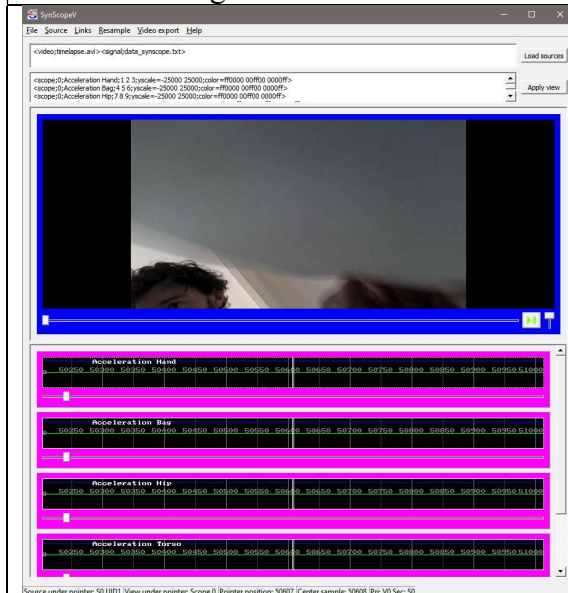 SynScopeV
File Source Links Resample Video export Help
<video;timelapse.avi><signal;data_synscope.txt>
Load sources
<scope;0;Acceleration Hand;1 2 3;yscale=-25000 25000;color=ff0000 00ff00 0000ff>
<scope;0;Acceleration Bag;4 5 6;yscale=-25000 25000;color=ff0000 00ff00 0000ff>
<scope;0;Acceleration Hip;7 8 9;yscale=-25000 25000;color=ff0000 00ff00 0000ff>
Apply view
Acceleration Hand
50250 50300 50350 50400 50450 50500 50550 50600 50650 50700 50750 50800 50850 50900 50950 51000
Acceleration Bag
50250 50300 50350 50400 50450 50500 50550 50600 50650 50700 50750 50800 50850 50900 50950 51000
Acceleration Hip
50250 50300 50350 50400 50450 50500 50550 50600 50650 50700 50750 50800 50850 50900 50950 51000
Acceleration Torso
50250 50300 50350 50400 50450 50500 50550 50600 50650 50700 50750 50800 50850 50900 50950 51000
Source under pointer: S0 UID1 View under pointer: Scope 0 Pointer position: 50607 Center sample: 50608 Pri: V0 Sec: S0